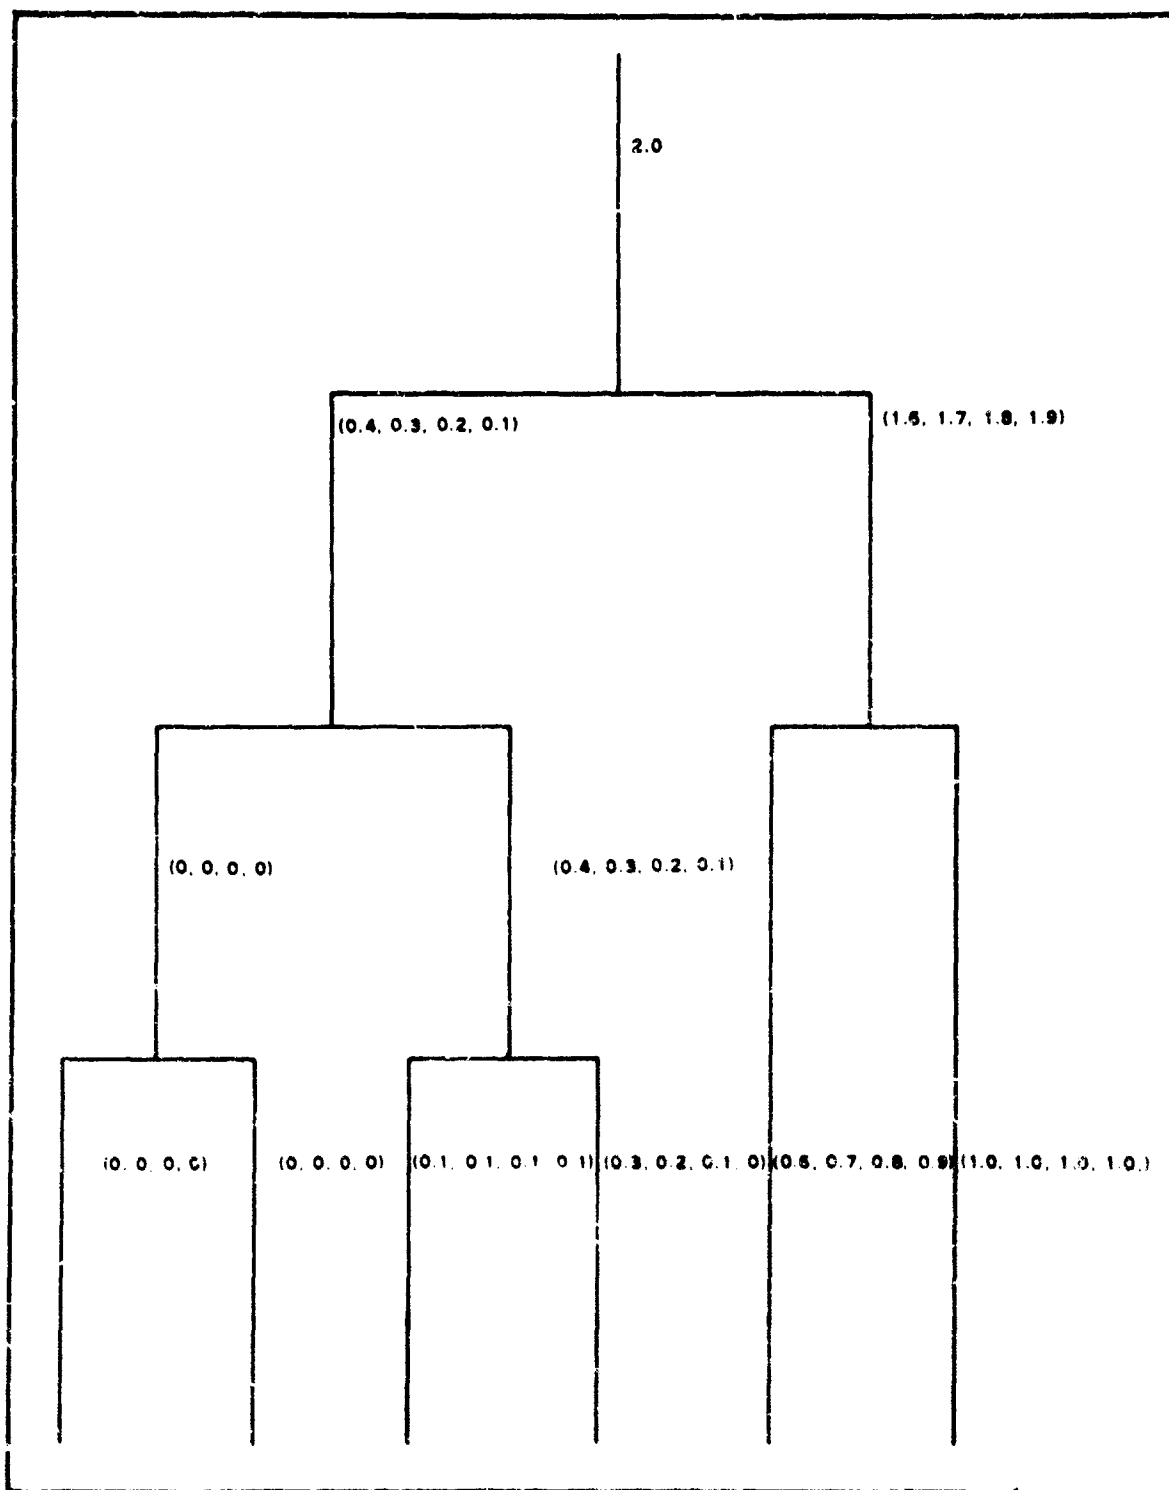 2.0
(0.4, 0.3, 0.2, 0.1)
(1.6, 1.7, 1.8, 1.9)
(0, 0, 0, 0)
(0.4, 0.3, 0.2, 0.1)
(0, 0, 0, 0)
(0, 0, 0, 0)
(0.1, 0.1, 0.1, 0.1)
(0.3, 0.2, 0.1, 0)
(0.6, 0.7, 0.8, 0.9)
(1.0, 1.0, 1.0, 1.0,)